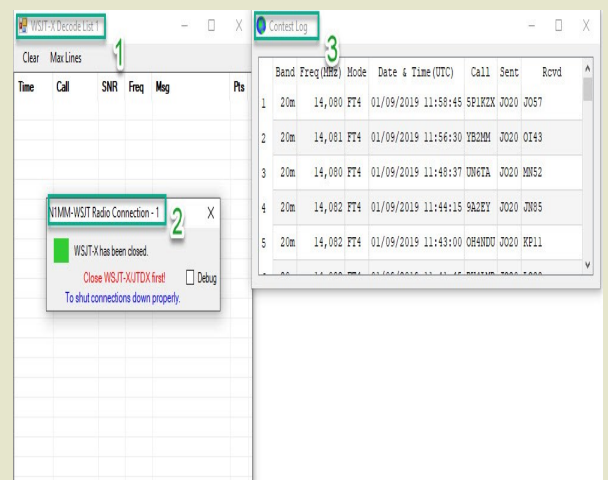 WSJT-X Decode List 1
1
Clear Max Lines
Time Call SNR Freq Msg Pts
N1MM-WSJT Radio Connection - 1
2
X
WSJT-X has been closed.
Close WSJT-X/JTDX first!
Debug
To shut connections down properly.
Contest Log
3
Band Freq(MHz) Mode Date & Time(UTC) Call Sent Rcvd
1 20m 14,080 FT4 01/09/2019 11:58:45 5P1KZX JO20 JO57
2 20m 14,081 FT4 01/09/2019 11:56:30 YB2MM JO20 OI43
3 20m 14,080 FT4 01/09/2019 11:48:37 UN6TA JO20 MN52
4 20m 14,082 FT4 01/09/2019 11:44:15 9A2EY JO20 JN85
5 20m 14,082 FT4 01/09/2019 11:43:00 OH4NDU JO20 KP11